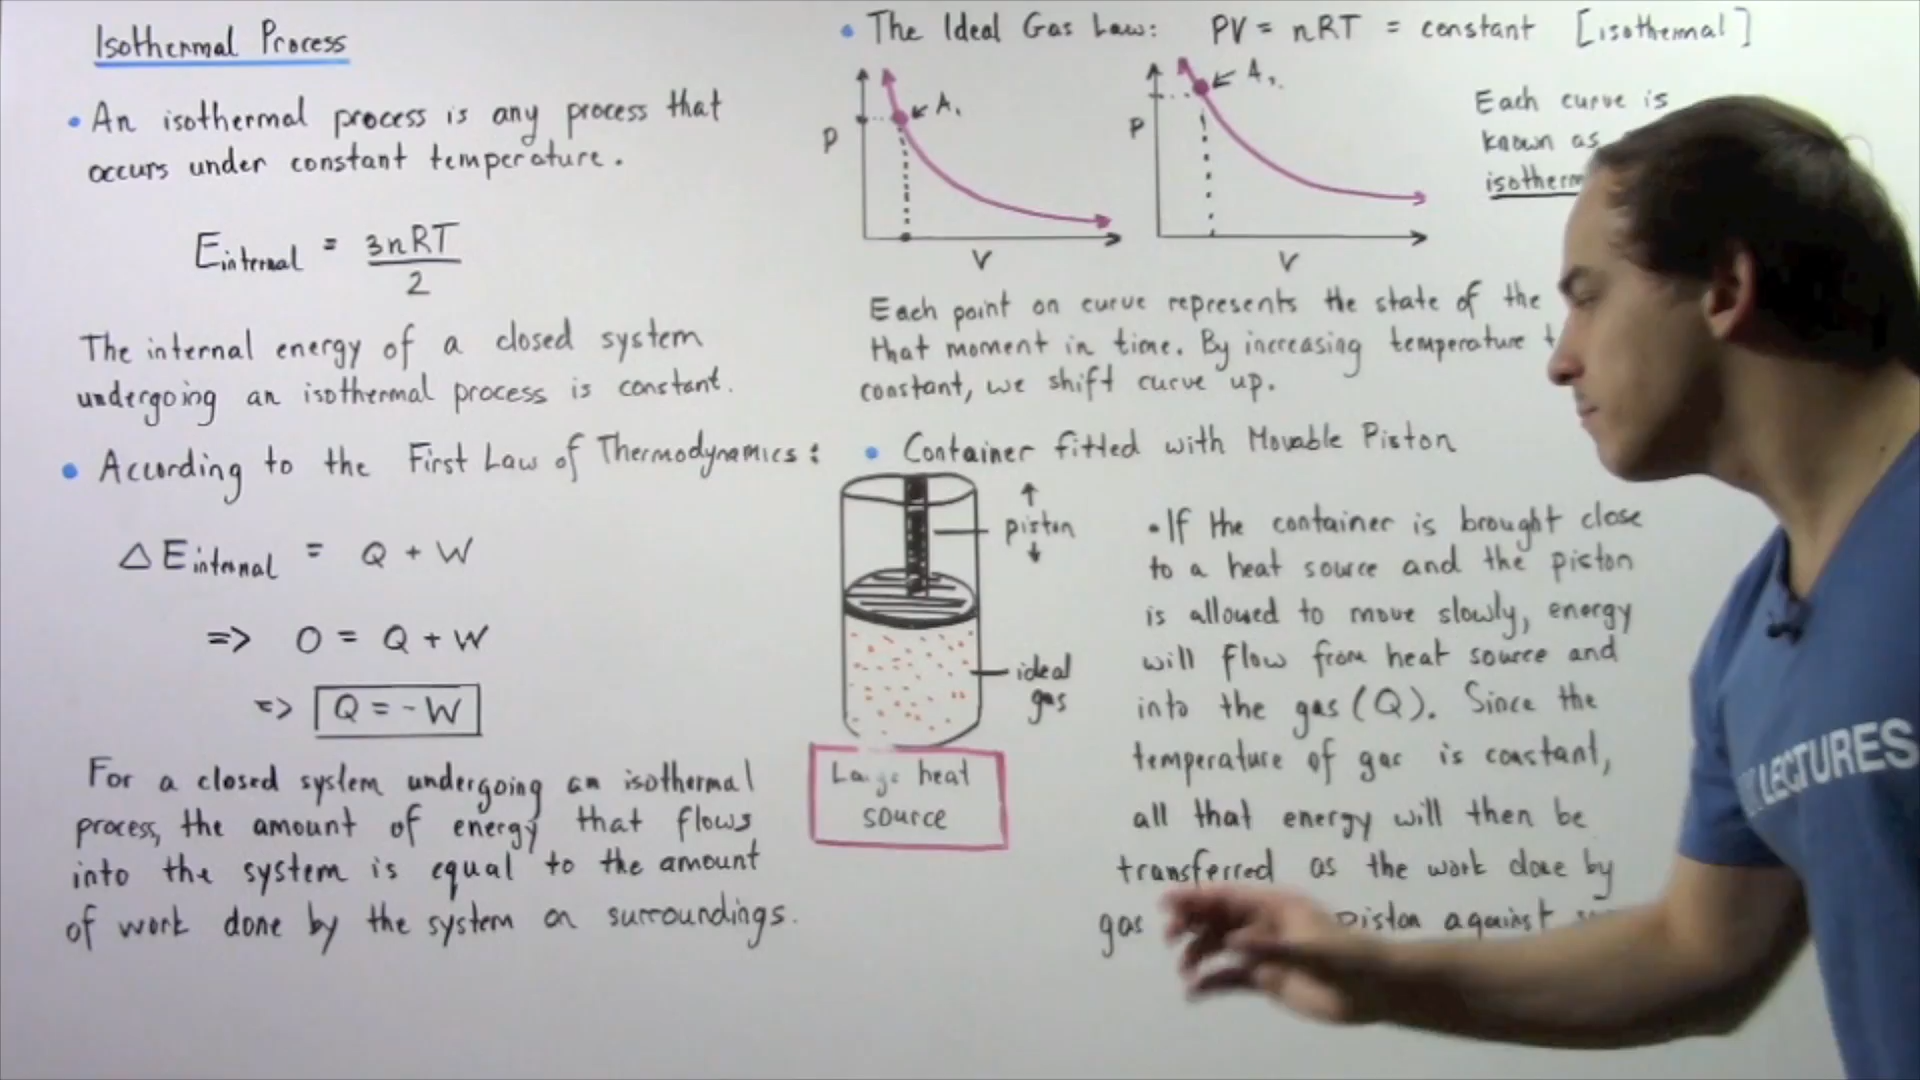 Isothermal Process
• An isothermal process is any process that
occurs under constant temperature.
Einternal = 3nRT
2
The internal energy of a closed system
undergoing an isothermal process is constant.
• According to the First Law of Thermodynamics:
△Einternal = Q + W
=> 0 = Q + W
=> Q = -W
For a closed system undergoing an isothermal
process, the amount of energy that flows
into the system is equal to the amount
of work done by the system on surroundings.
• The Ideal Gas Law: PV = nRT = constant [isothermal]
P
A1
V
P
V
Each curve is
known as
Each point on curve represents the state of the
that moment in time. By increasing temperature
constant, we shift curve up.
• Container fitted with Movable Piston
piston
ideal
gas
Large heat
source
• If the container is brought close
to a heat source and the piston
is allowed to move slowly, energy
will flow from heat source and
into the gas (Q). Since the
temperature of gas is constant,
all that energy will then be
transferred as the work done by
gas piston against
LECTURES